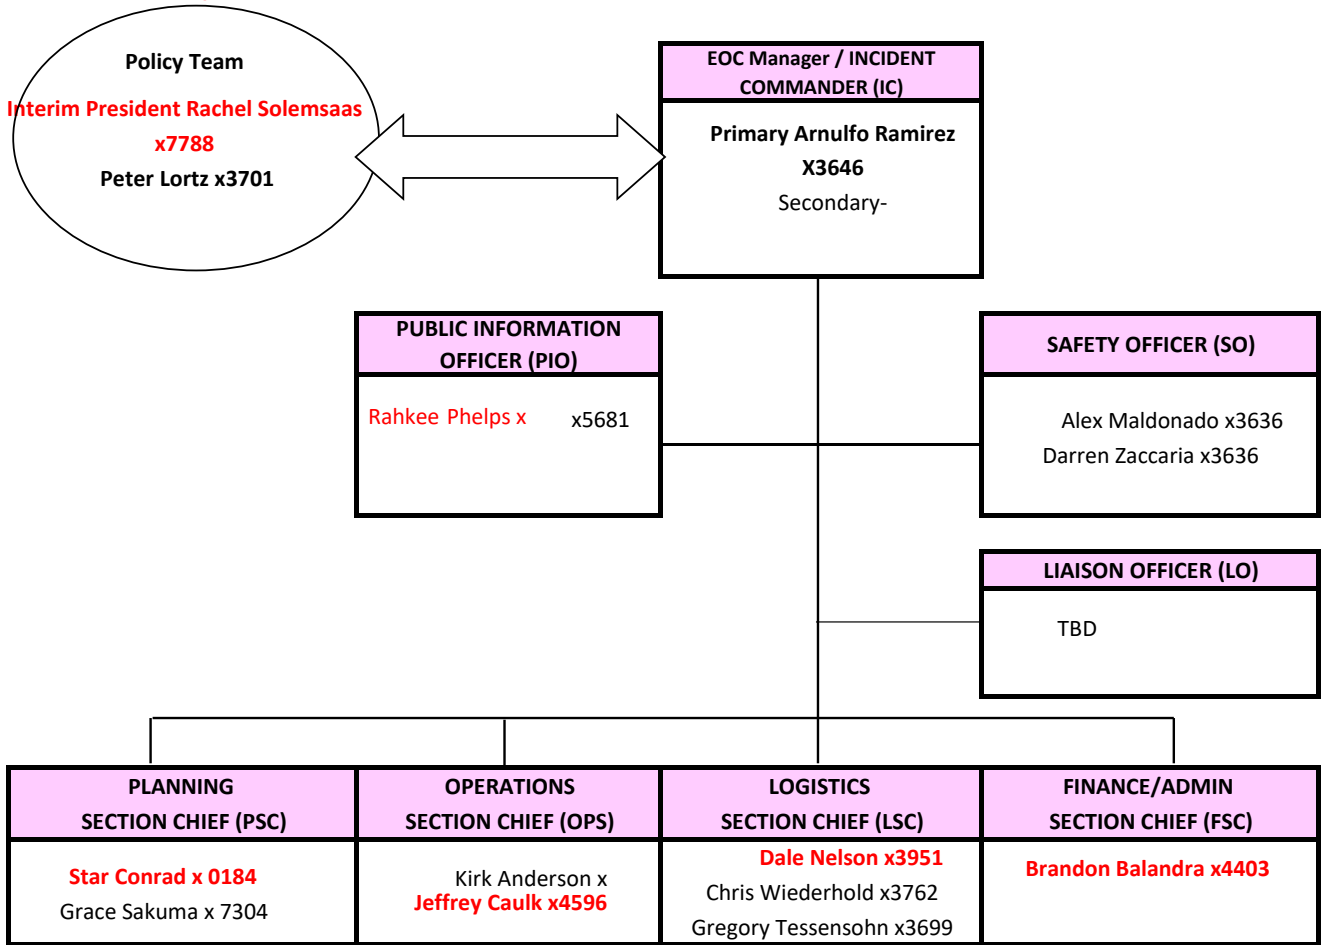 Policy Team
Interim President Rachel Solemsaas
x7788
Peter Lortz x3701
EOC Manager / INCIDENT
COMMANDER (IC)
Primary Arnulfo Ramirez
X3646
Secondary-
PUBLIC INFORMATION
OFFICER (PIO)
Rahkee Phelps x x5681
SAFETY OFFICER (SO)
Alex Maldonado x3636
Darren Zaccaria x3636
LIAISON OFFICER (LO)
TBD
PLANNING
SECTION CHIEF (PSC)
Star Conrad x 0184
Grace Sakuma x 7304
OPERATIONS
SECTION CHIEF (OPS)
Kirk Anderson x
Jeffrey Caulk x4596
LOGISTICS
SECTION CHIEF (LSC)
Dale Nelson x3951
Chris Wiederhold x3762
Gregory Tessensohn x3699
FINANCE/ADMIN
SECTION CHIEF (FSC)
Brandon Balandra x4403